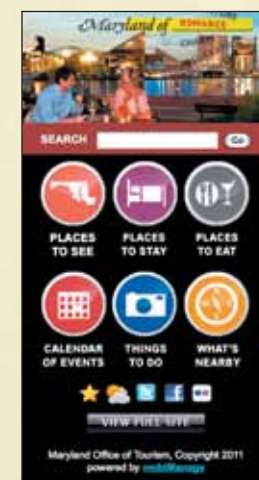 Maryland of ROMANCE
SEARCH Go
PLACES TO SEE
PLACES TO STAY
PLACES TO EAT
CALENDAR OF EVENTS
THINGS TO DO
WHAT'S NEARBY
VIEW FULL SITE
Maryland Office of Tourism, Copyright 2011
powered by mobiManage